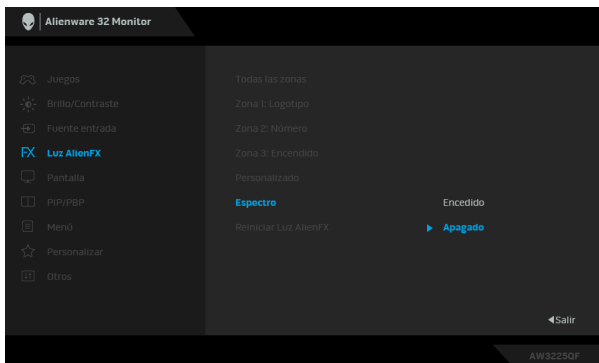 Alienware 32 Monitor
Juegos
Brillo/Contraste
Fuente entrada
FX Luz AlienFX
Pantalla
PIP/PBP
Menú
Personalizar
Otros
Todas las zonas
Zona 1: Logotipo
Zona 2: Número
Zona 3: Encendido
Personalizado
Espectro Encedido
Reiniciar Luz AlienFX Apagado
Salir
AW3225QF